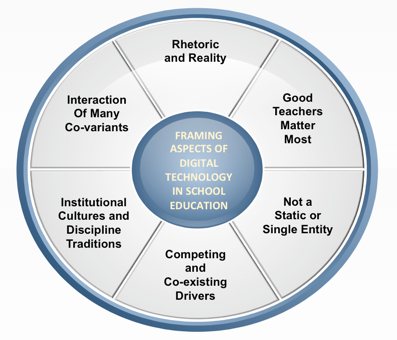 Rhetoric
and Reality
Good
Teachers
Matter
Most
Not a
Static or
Single Entity
Competing
and
Co-existing
Drivers
Institutional
Cultures and
Discipline
Traditions
Interaction
Of Many
Co-variants
FRAMING
ASPECTS OF
DIGITAL
TECHNOLOGY
IN SCHOOL
EDUCATION